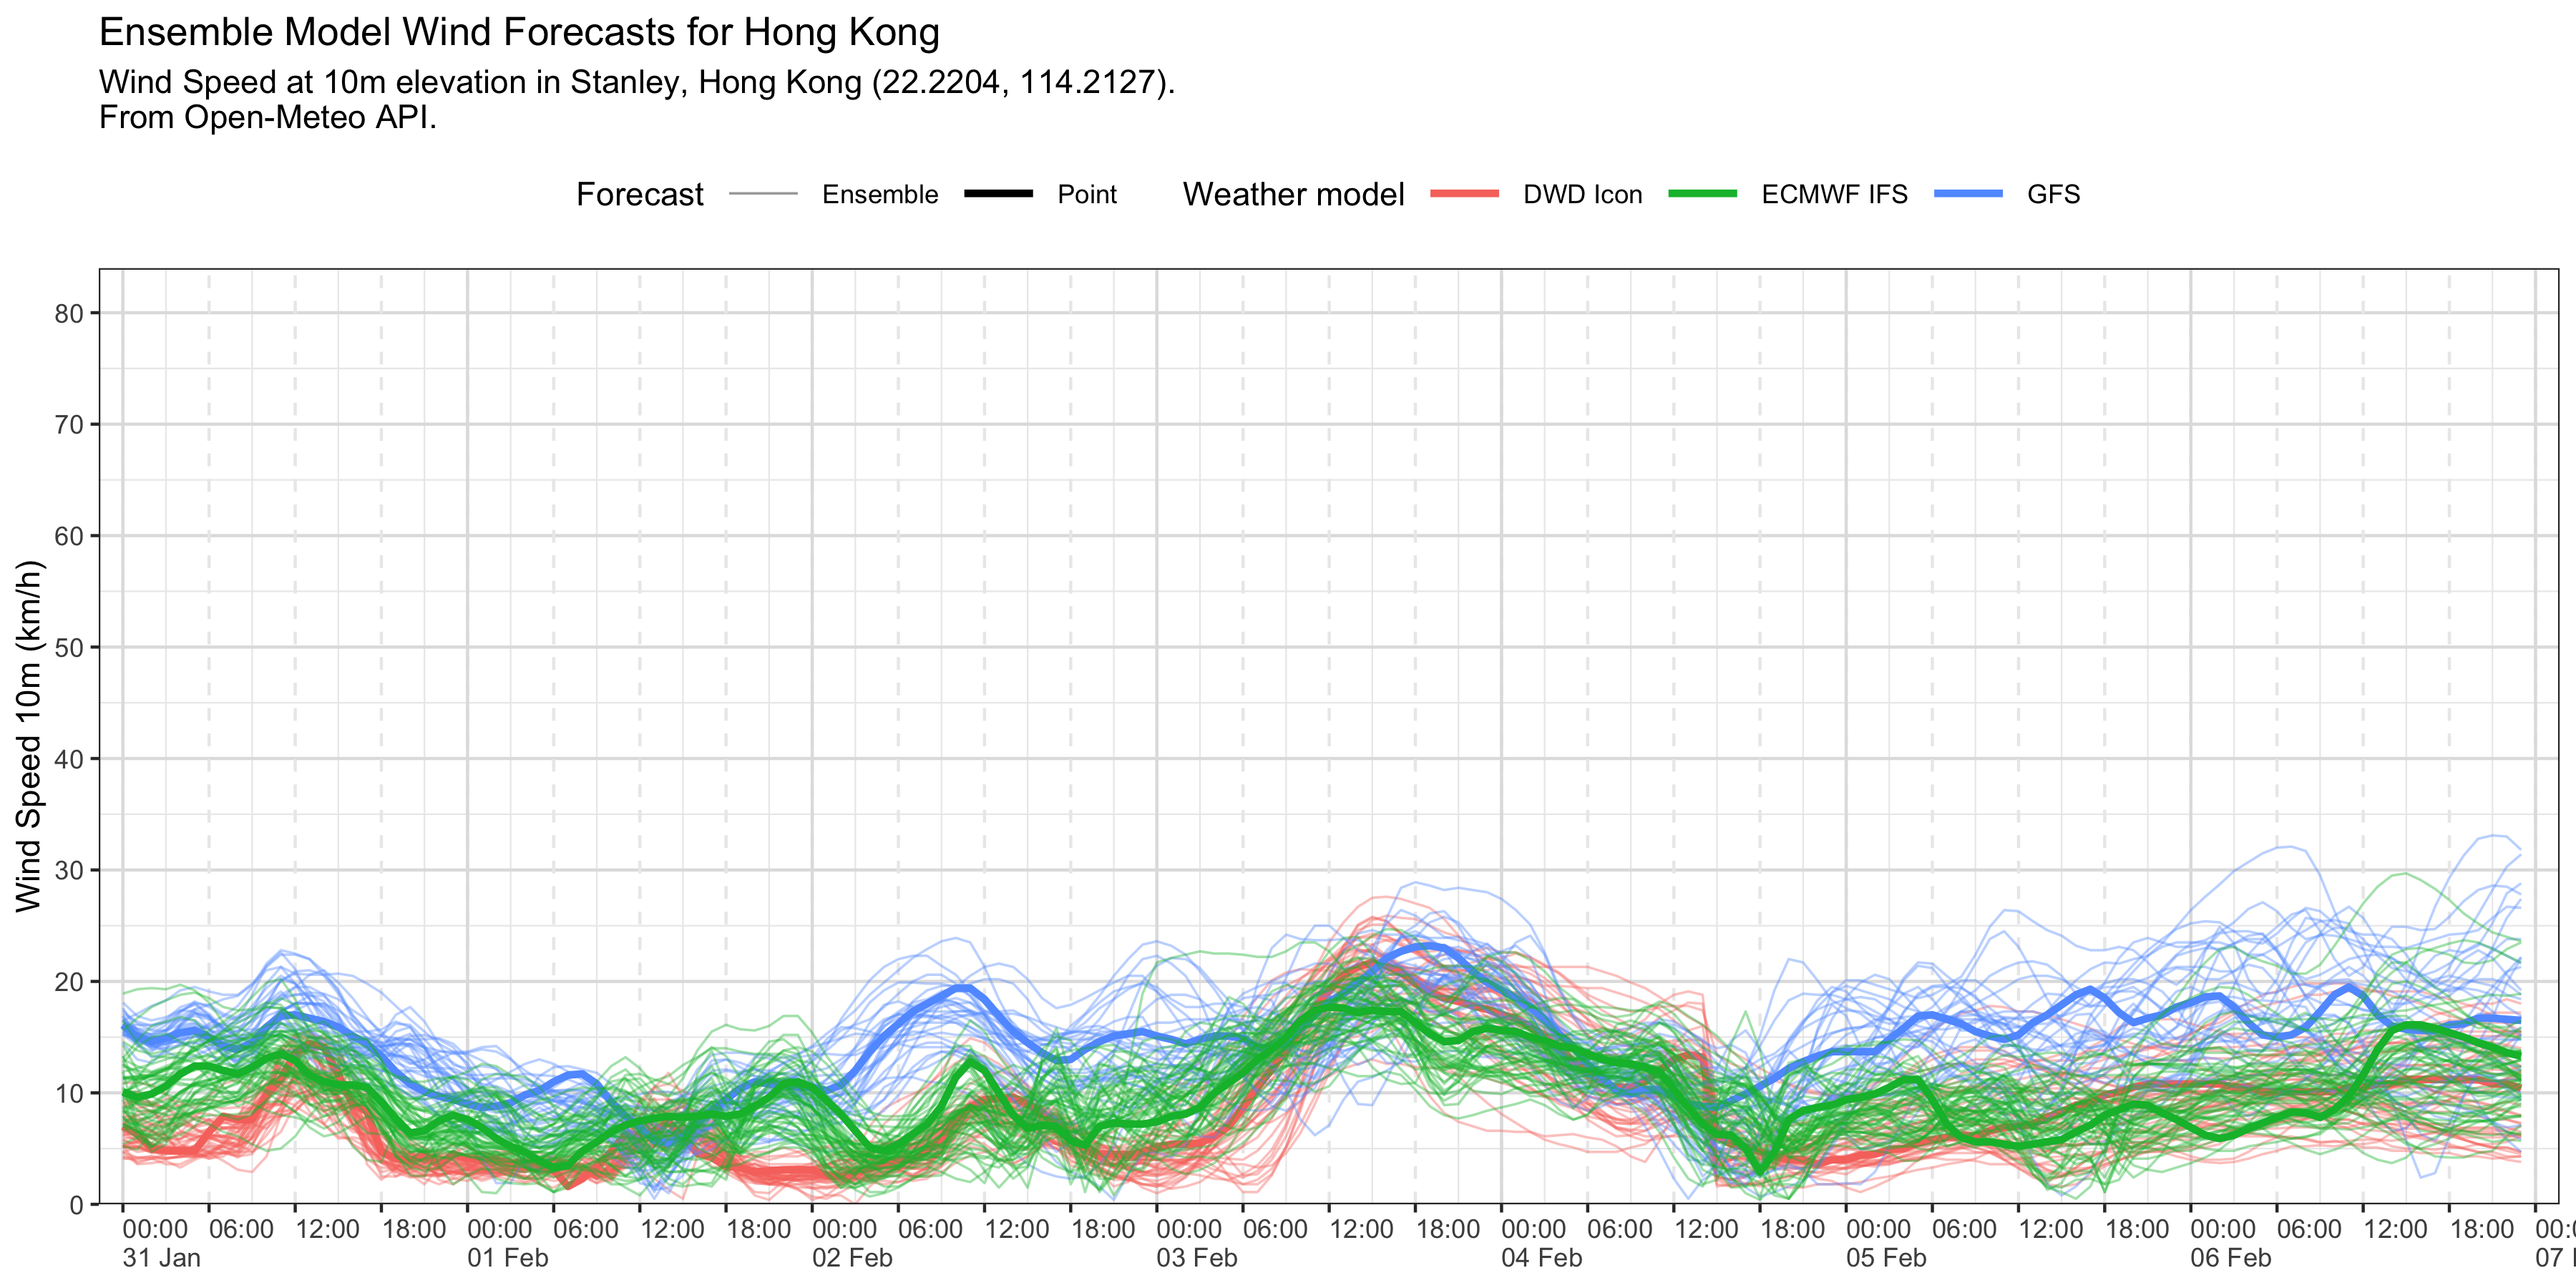 Ensemble Model Wind Forecasts for Hong Kong
Wind Speed at 10m elevation in Stanley, Hong Kong (22.2204, 114.2127).
From Open-Meteo API.
Forecast Ensemble Point Weather model DWD Icon ECMWF IFS GFS
Wind Speed 10m (km/h)
80
70
60
50
40
30
20
10
0
00:00 06:00 12:00 18:00 00:00 06:00 12:00 18:00 00:00 06:00 12:00 18:00 00:00 06:00 12:00 18:00 00:00 06:00 12:00 18:00 00:00 06:00 12:00 18:00 00:00 06:00 12:00 18:00 00:0
31 Jan 01 Feb 02 Feb 03 Feb 04 Feb 05 Feb 06 Feb 07